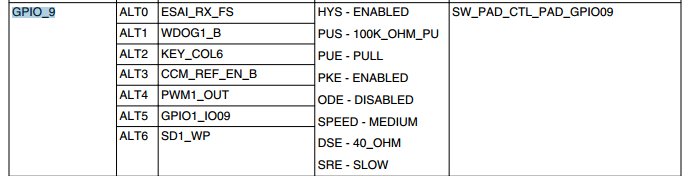 GPIO_9 ALT0 ESAI_RX_FS HYS - ENABLED SW_PAD_CTL_PAD_GPIO09
ALT1 WDOG1_B PUS - 100K_OHM_PU
ALT2 KEY_COL6 PUE - PULL
ALT3 CCM_REF_EN_B PKE - ENABLED
ALT4 PWM1_OUT ODE - DISABLED
ALT5 GPIO1_IO09 SPEED - MEDIUM
ALT6 SD1_WP DSE - 40_OHM
SRE - SLOW